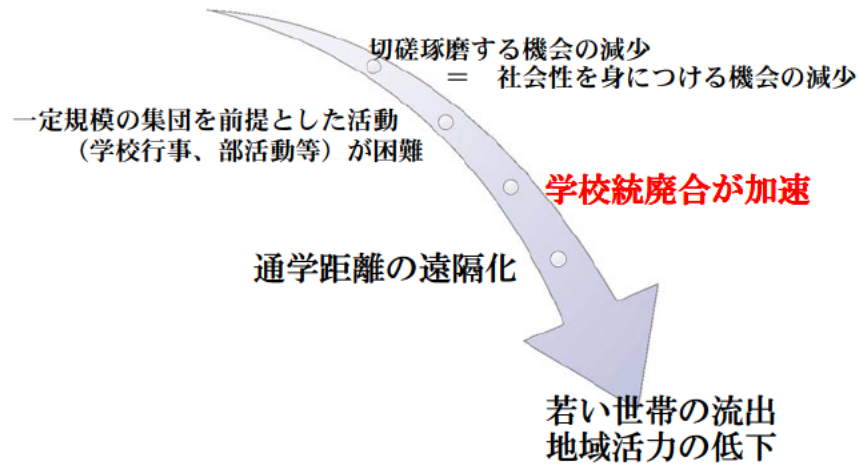 切磋琢磨する機会の減少
＝　社会性を身につける機会の減少
一定規模の集団を前提とした活動
（学校行事、部活動等）が困難
学校統廃合が加速
通学距離の遠隔化
若い世帯の流出
地域活力の低下